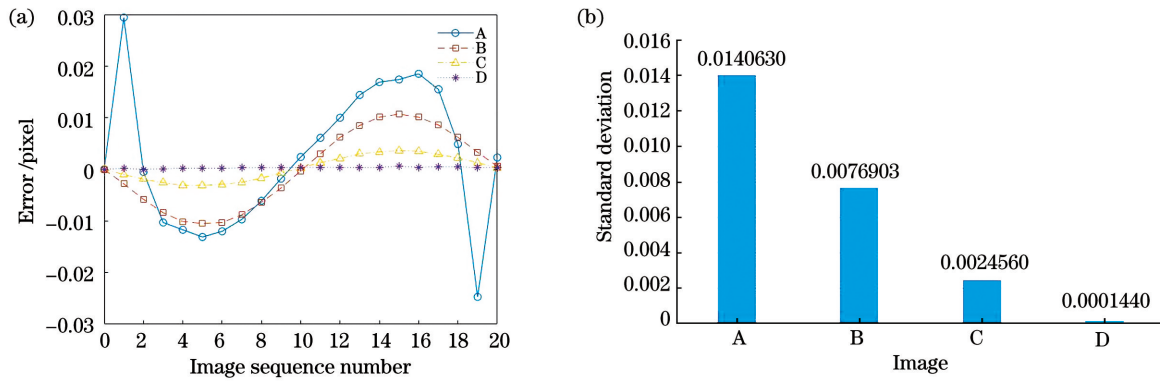 (a)
0.03
0.02
0.01
0
−0.01
−0.02
−0.03
Error /pixel
0 2 4 6 8 10 12 14 16 18 20
Image sequence number
A
B
C
D
(b)
0.016
0.014
0.012
0.010
0.008
0.006
0.004
0.002
0
Standard deviation
0.0140630
0.0076903
0.0024560
0.0001440
A B C D
Image